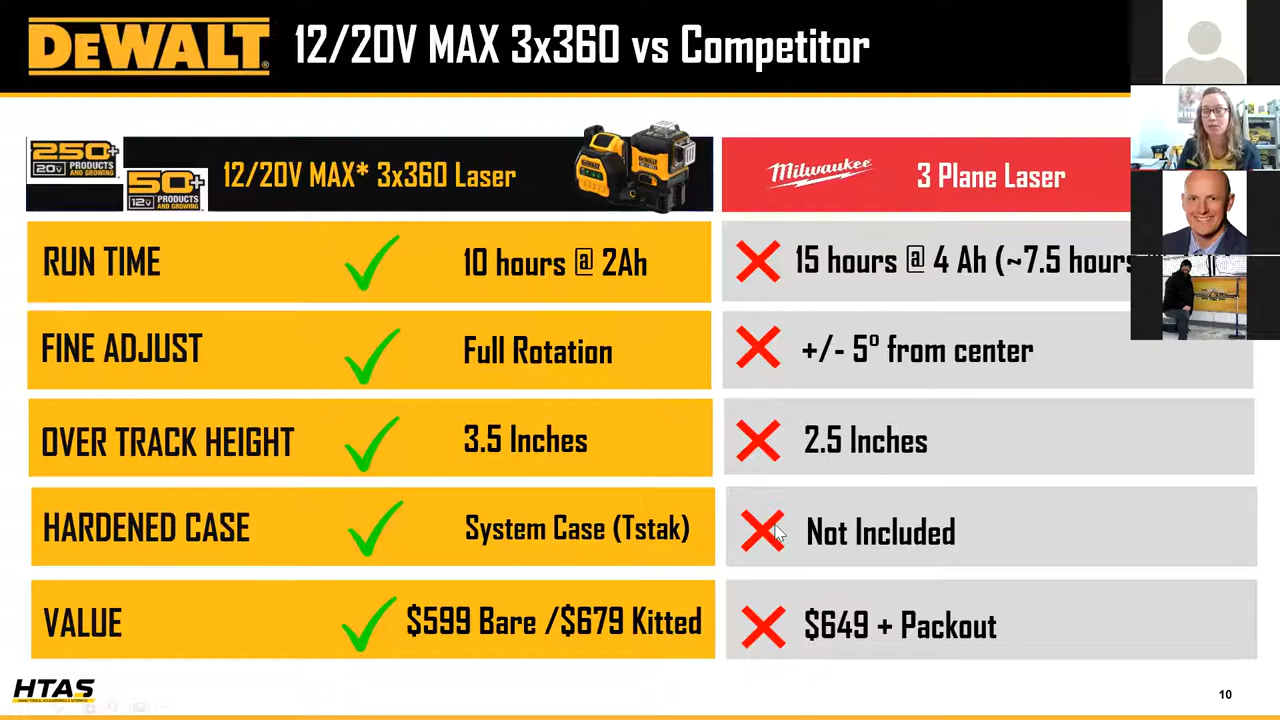 DEWALT 12/20V MAX 3x360 vs Competitor
250+ 20V PRODUCTS AND GROWING
50+ 12V PRODUCTS AND GROWING
12/20V MAX* 3x360 Laser
Milwaukee 3 Plane Laser
RUN TIME 10 hours @ 2Ah 15 hours @ 4 Ah (~7.5 hours
FINE ADJUST Full Rotation +/- 5° from center
OVER TRACK HEIGHT 3.5 Inches 2.5 Inches
HARDENED CASE System Case (Tstak) Not Included
VALUE $599 Bare /$679 Kitted $649 + Packout
HTAS
10